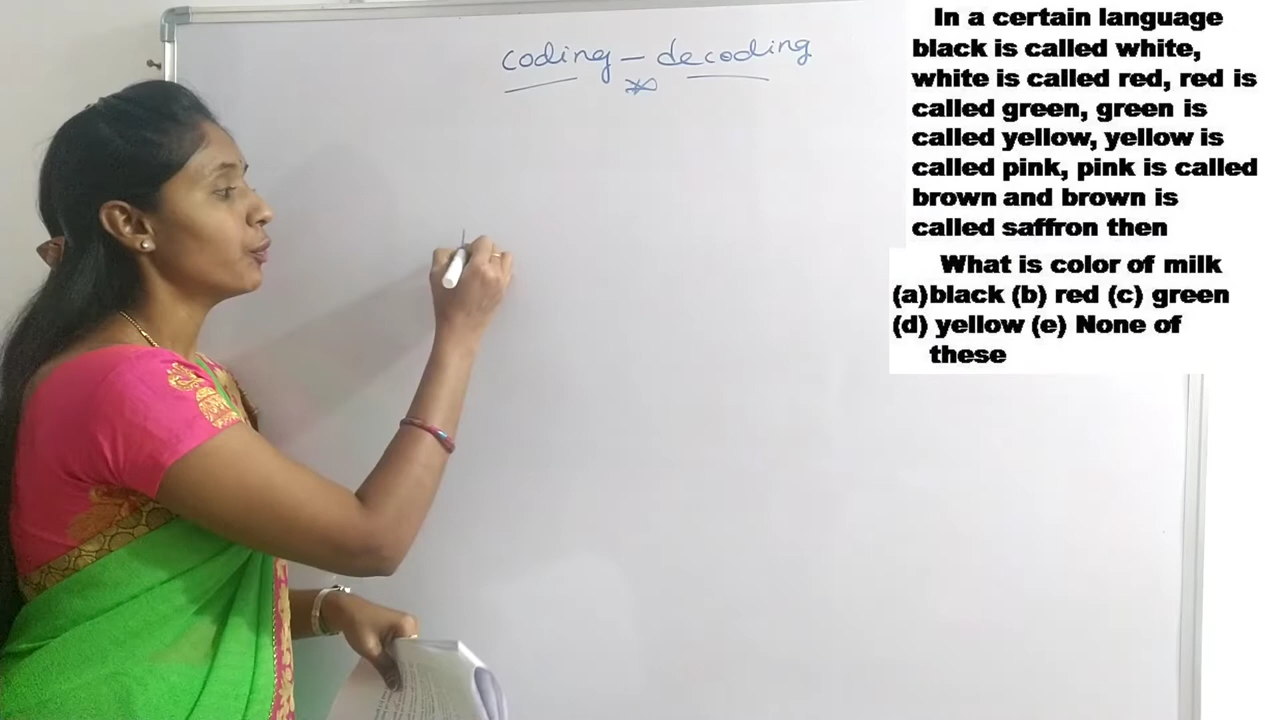 coding - decoding
In a certain language
black is called white,
white is called red, red is
called green, green is
called yellow, yellow is
called pink, pink is called
brown and brown is
called saffron then
What is color of milk
(a)black (b) red (c) green
(d) yellow (e) None of
these